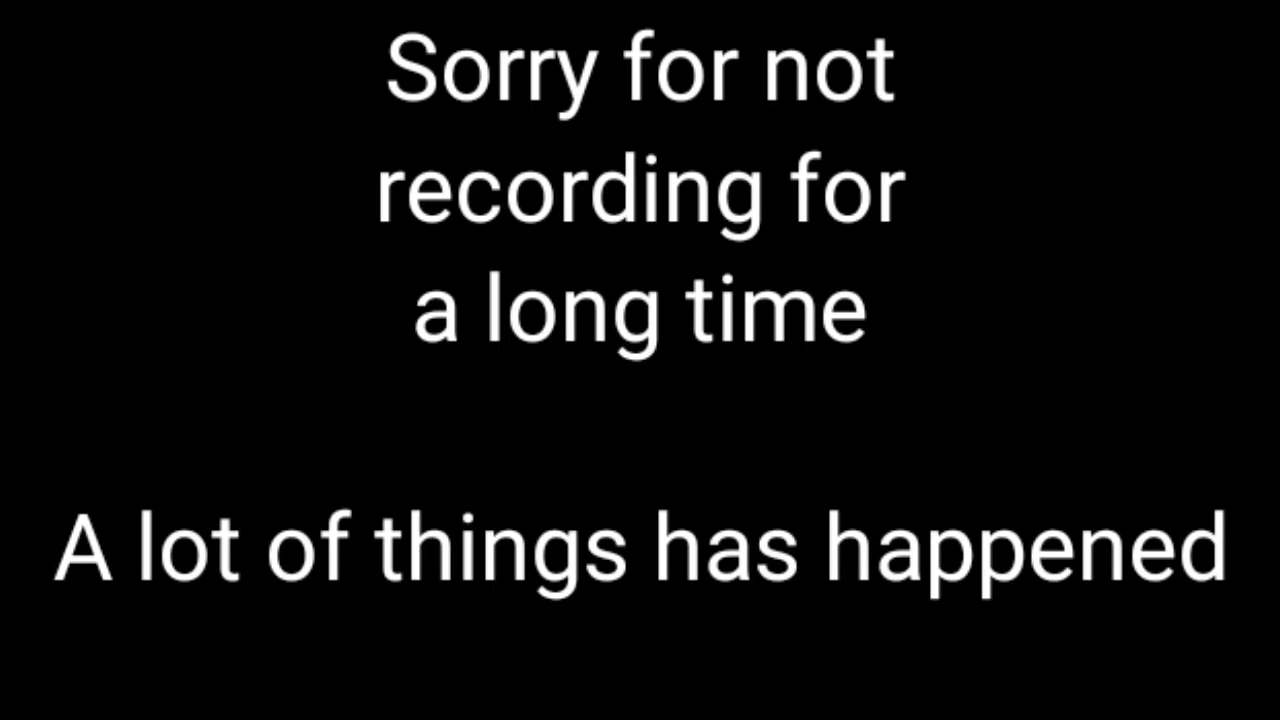 Sorry for not
recording for
a long time
A lot of things has happened